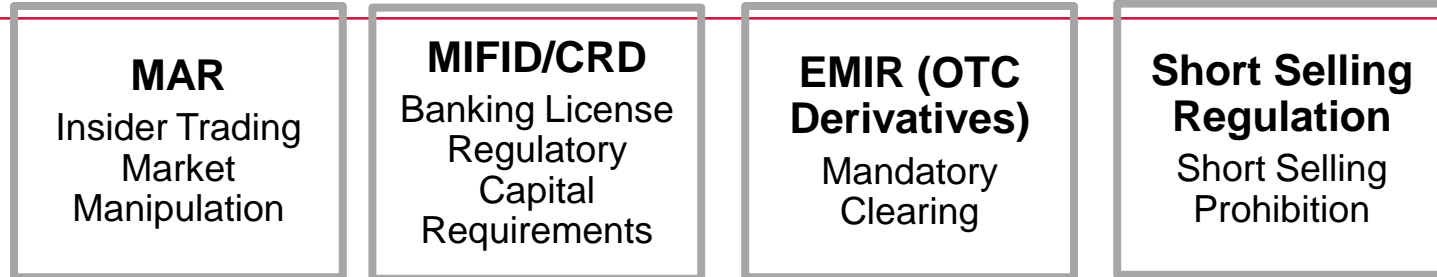 MAR
Insider Trading
Market
Manipulation
MIFID/CRD
Banking License
Regulatory
Capital
Requirements
EMIR (OTC
Derivatives)
Mandatory
Clearing
Short Selling
Regulation
Short Selling
Prohibition